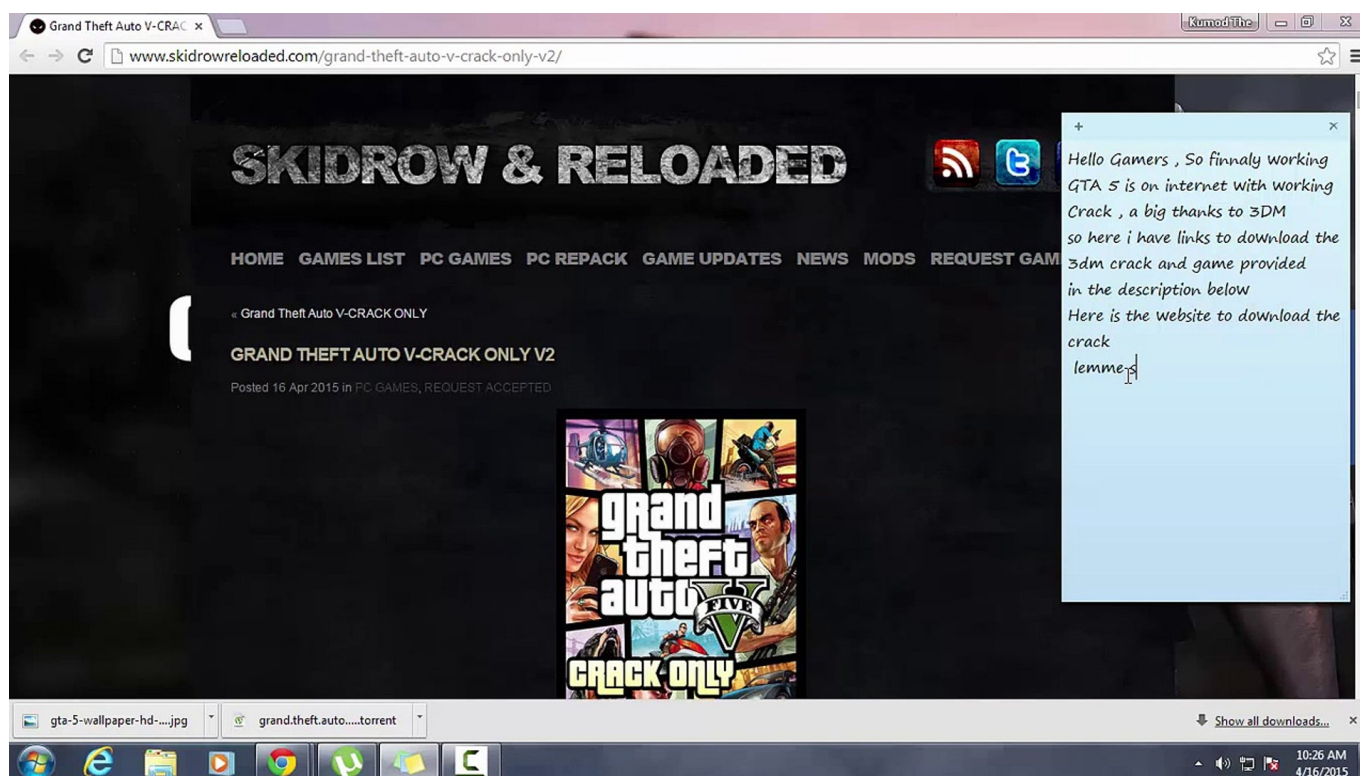 Grand Theft Auto V-CRAC
Kumod The
www.skidrowreloaded.com/grand-theft-auto-v-crack-only-v2/
SKIDROW & RELOADED
HOME GAMES LIST PC GAMES PC REPACK GAME UPDATES NEWS MODS REQUEST GAM
« Grand Theft Auto V-CRACK ONLY
GRAND THEFT AUTO V-CRACK ONLY V2
Posted 16 Apr 2015 in PC GAMES, REQUEST ACCEPTED
Hello Gamers , So finnaly working
GTA 5 is on internet with working
Crack , a big thanks to 3DM
so here i have links to download the
3dm crack and game provided
in the description below
Here is the website to download the
crack
lemme s
grand
theft
auto
FIVE
CRACK ONLY
gta-5-wallpaper-hd-....jpg
grand.theft.auto.....torrent
Show all downloads...
10:26 AM
4/16/2015